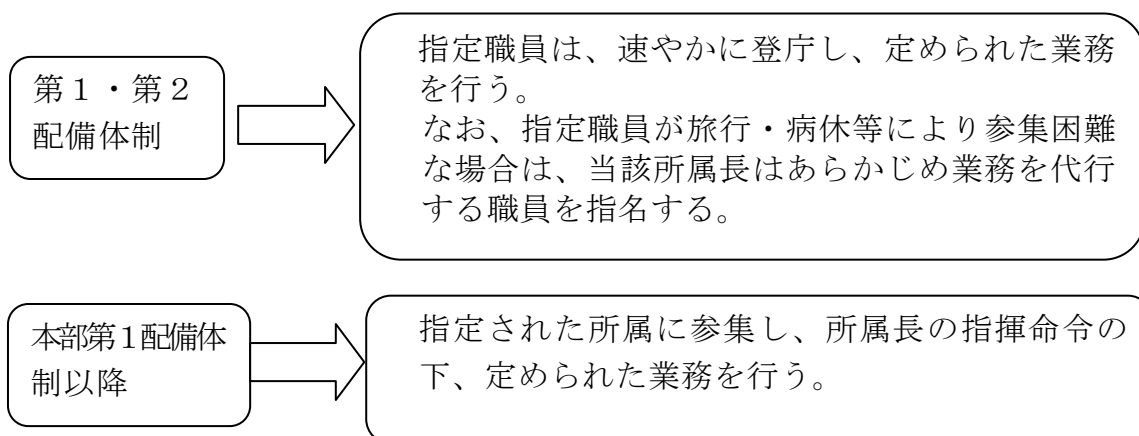 第１・第２
配備体制
指定職員は、速やかに登庁し、定められた業務
を行う。
なお、指定職員が旅行・病休等により参集困難
な場合は、当該所属長はあらかじめ業務を代行
する職員を指名する。
本部第１配備体
制以降
指定された所属に参集し、所属長の指揮命令の
下、定められた業務を行う。